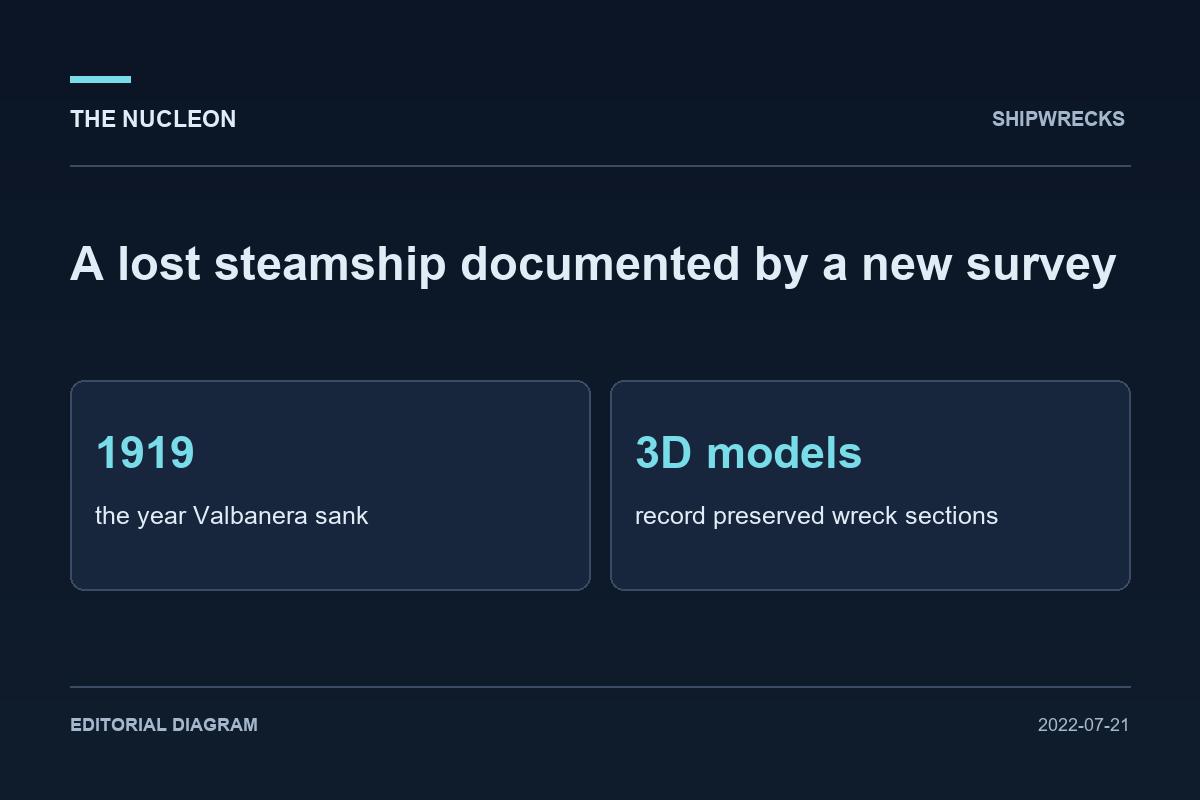 THE NUCLEON
SHIPWRECKS
A lost steamship documented by a new survey
1919
the year Valbanera sank
3D models
record preserved wreck sections
EDITORIAL DIAGRAM
2022-07-21